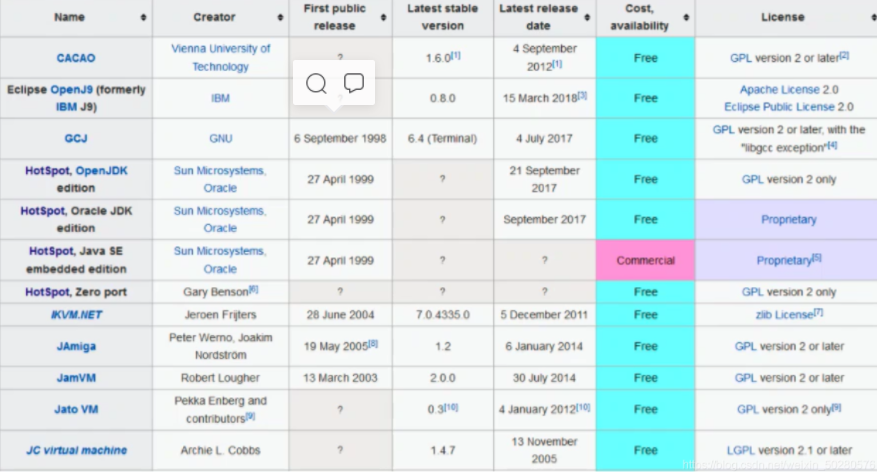 Name Creator First public release Latest stable version Latest release date Cost, availability License
CACAO Vienna University of Technology ? 1.6.0[1] 4 September 2012[1] Free GPL version 2 or later[2]
Eclipse OpenJ9 (formerly IBM J9) IBM 0.8.0 15 March 2018[3] Free Apache License 2.0 Eclipse Public License 2.0
GCJ GNU 6 September 1998 6.4 (Terminal) 4 July 2017 Free GPL version 2 or later, with the "libgcc exception"[4]
HotSpot, OpenJDK edition Sun Microsystems, Oracle 27 April 1999 ? 21 September 2017 Free GPL version 2 only
HotSpot, Oracle JDK edition Sun Microsystems, Oracle 27 April 1999 ? September 2017 Free Proprietary
HotSpot, Java SE embedded edition Sun Microsystems, Oracle 27 April 1999 ? ? Commercial Proprietary[5]
HotSpot, Zero port Gary Benson[6] ? ? ? Free GPL version 2 only
IKVM.NET Jeroen Frijters 28 June 2004 7.0.4335.0 5 December 2011 Free zlib License[7]
JAmiga Peter Werno, Joakim Nordström 19 May 2005[8] 1.2 6 January 2014 Free GPL version 2 or later
JamVM Robert Lougher 13 March 2003 2.0.0 30 July 2014 Free GPL version 2 or later
Jato VM Pekka Enberg and contributors[9] ? 0.3[10] 4 January 2012[10] Free GPL version 2 only[9]
JC virtual machine Archie L. Cobbs ? 1.4.7 13 November 2005 Free LGPL version 2.1 or later